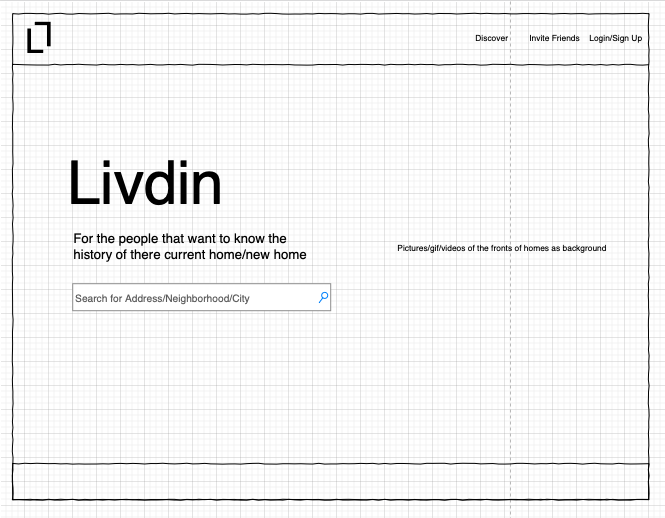 Discover Invite Friends Login/Sign Up
Livdin
For the people that want to know the
history of there current home/new home
Pictures/gif/videos of the fronts of homes as background
Search for Address/Neighborhood/City